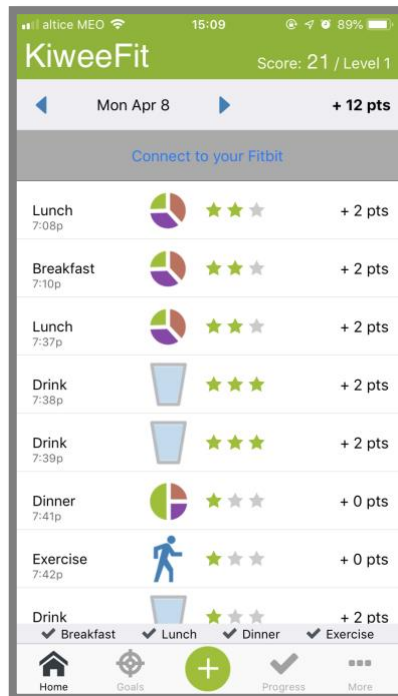 altice MEO 15:09 89%
KiweeFit Score: 21 / Level 1
Mon Apr 8 + 12 pts
Connect to your Fitbit
Lunch + 2 pts
7:08p
Breakfast + 2 pts
7:10p
Lunch + 2 pts
7:37p
Drink + 2 pts
7:38p
Drink + 2 pts
7:39p
Dinner + 0 pts
7:41p
Exercise + 0 pts
7:42p
Drink + 2 pts
Breakfast Lunch Dinner Exercise
Home Goals + Progress More